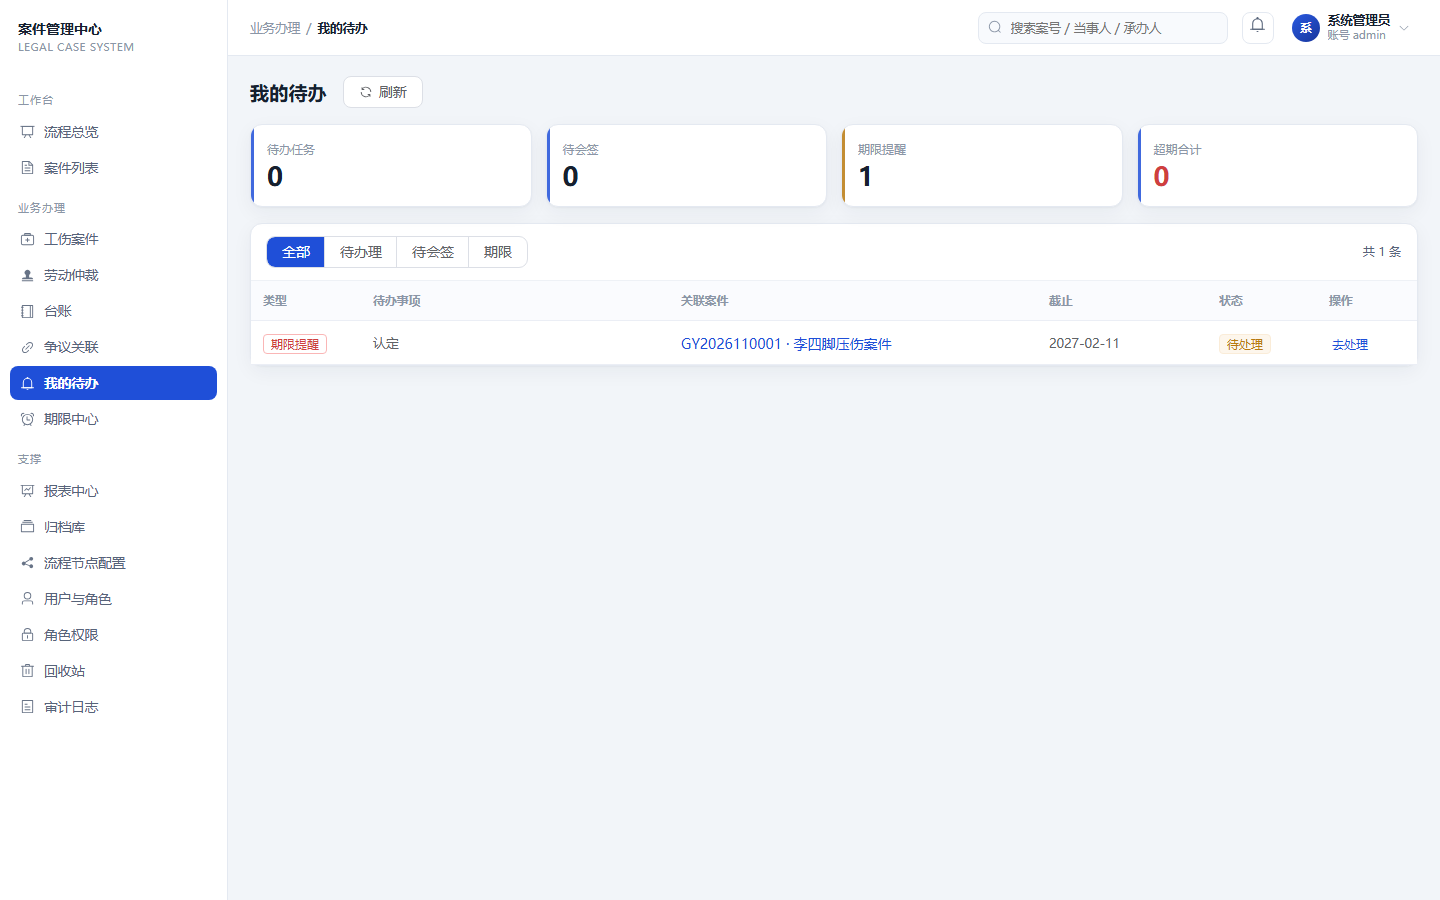 案件管理中心
LEGAL CASE SYSTEM
工作台
流程总览
案件列表
业务办理
工伤案件
劳动仲裁
台账
争议关联
我的待办
期限中心
支撑
报表中心
归档库
流程节点配置
用户与角色
角色权限
回收站
审计日志
业务办理 / 我的待办
搜索案号 / 当事人 / 承办人
系
系统管理员
账号 admin
我的待办
刷新
待办任务
0
待会签
0
期限提醒
1
超期合计
0
全部 待办理 待会签 期限
共 1 条
类型 待办事项 关联案件 截止 状态 操作
期限提醒 认定 GY2026110001 · 李四脚压伤案件 2027-02-11 待处理 去处理